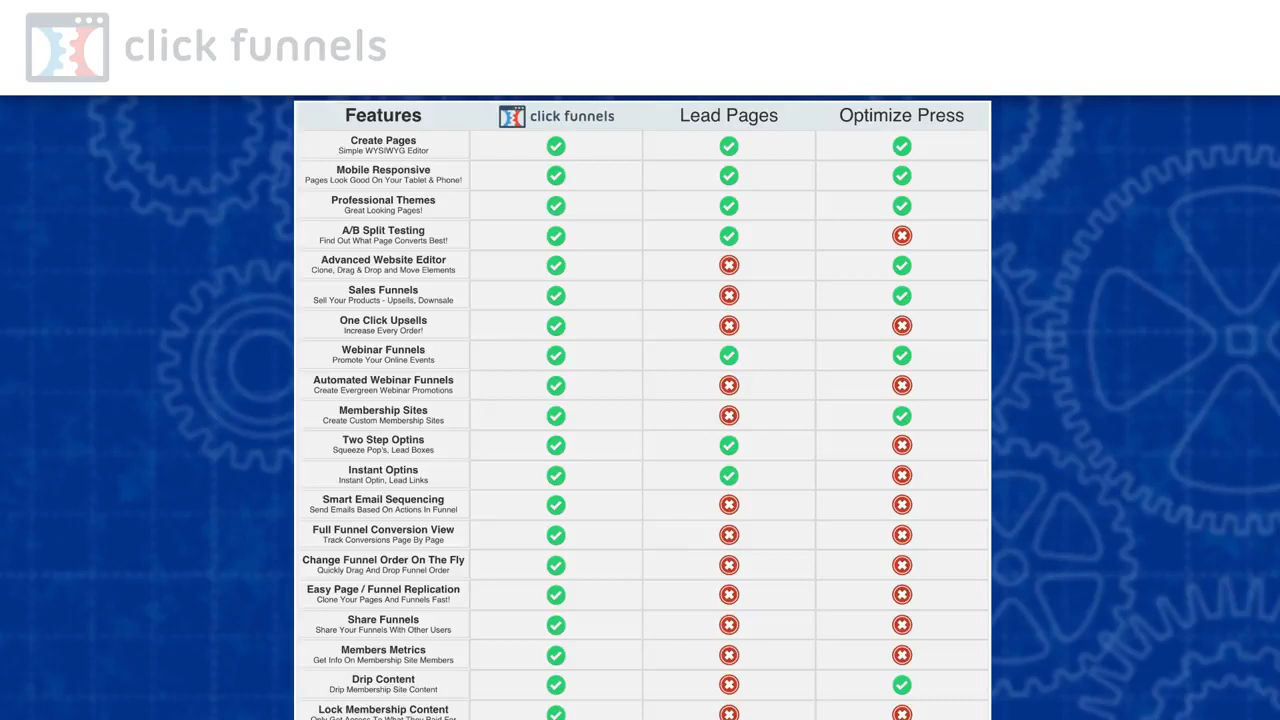 click funnels
Features click funnels Lead Pages Optimize Press
Create Pages
Simple WYSIWYG Editor
Mobile Responsive
Pages Look Good On Your Tablet & Phone!
Professional Themes
Great Looking Pages!
A/B Split Testing
Find Out What Page Converts Best!
Advanced Website Editor
Clone, Drag & Drop and Move Elements
Sales Funnels
Sell Your Products - Upsells, Downsale
One Click Upsells
Increase Every Order!
Webinar Funnels
Promote Your Online Events
Automated Webinar Funnels
Create Evergreen Webinar Promotions
Membership Sites
Create Custom Membership Sites
Two Step Optins
Squeeze Pop's, Lead Boxes
Instant Optins
Instant Optin, Lead Links
Smart Email Sequencing
Send Emails Based On Actions In Funnel
Full Funnel Conversion View
Track Conversions Page By Page
Change Funnel Order On The Fly
Quickly Drag And Drop Funnel Order
Easy Page / Funnel Replication
Clone Your Pages And Funnels Fast!
Share Funnels
Share Your Funnels With Other Users
Members Metrics
Get Info On Membership Site Members
Drip Content
Drip Membership Site Content
Lock Membership Content
Only Get Access To What They Paid For